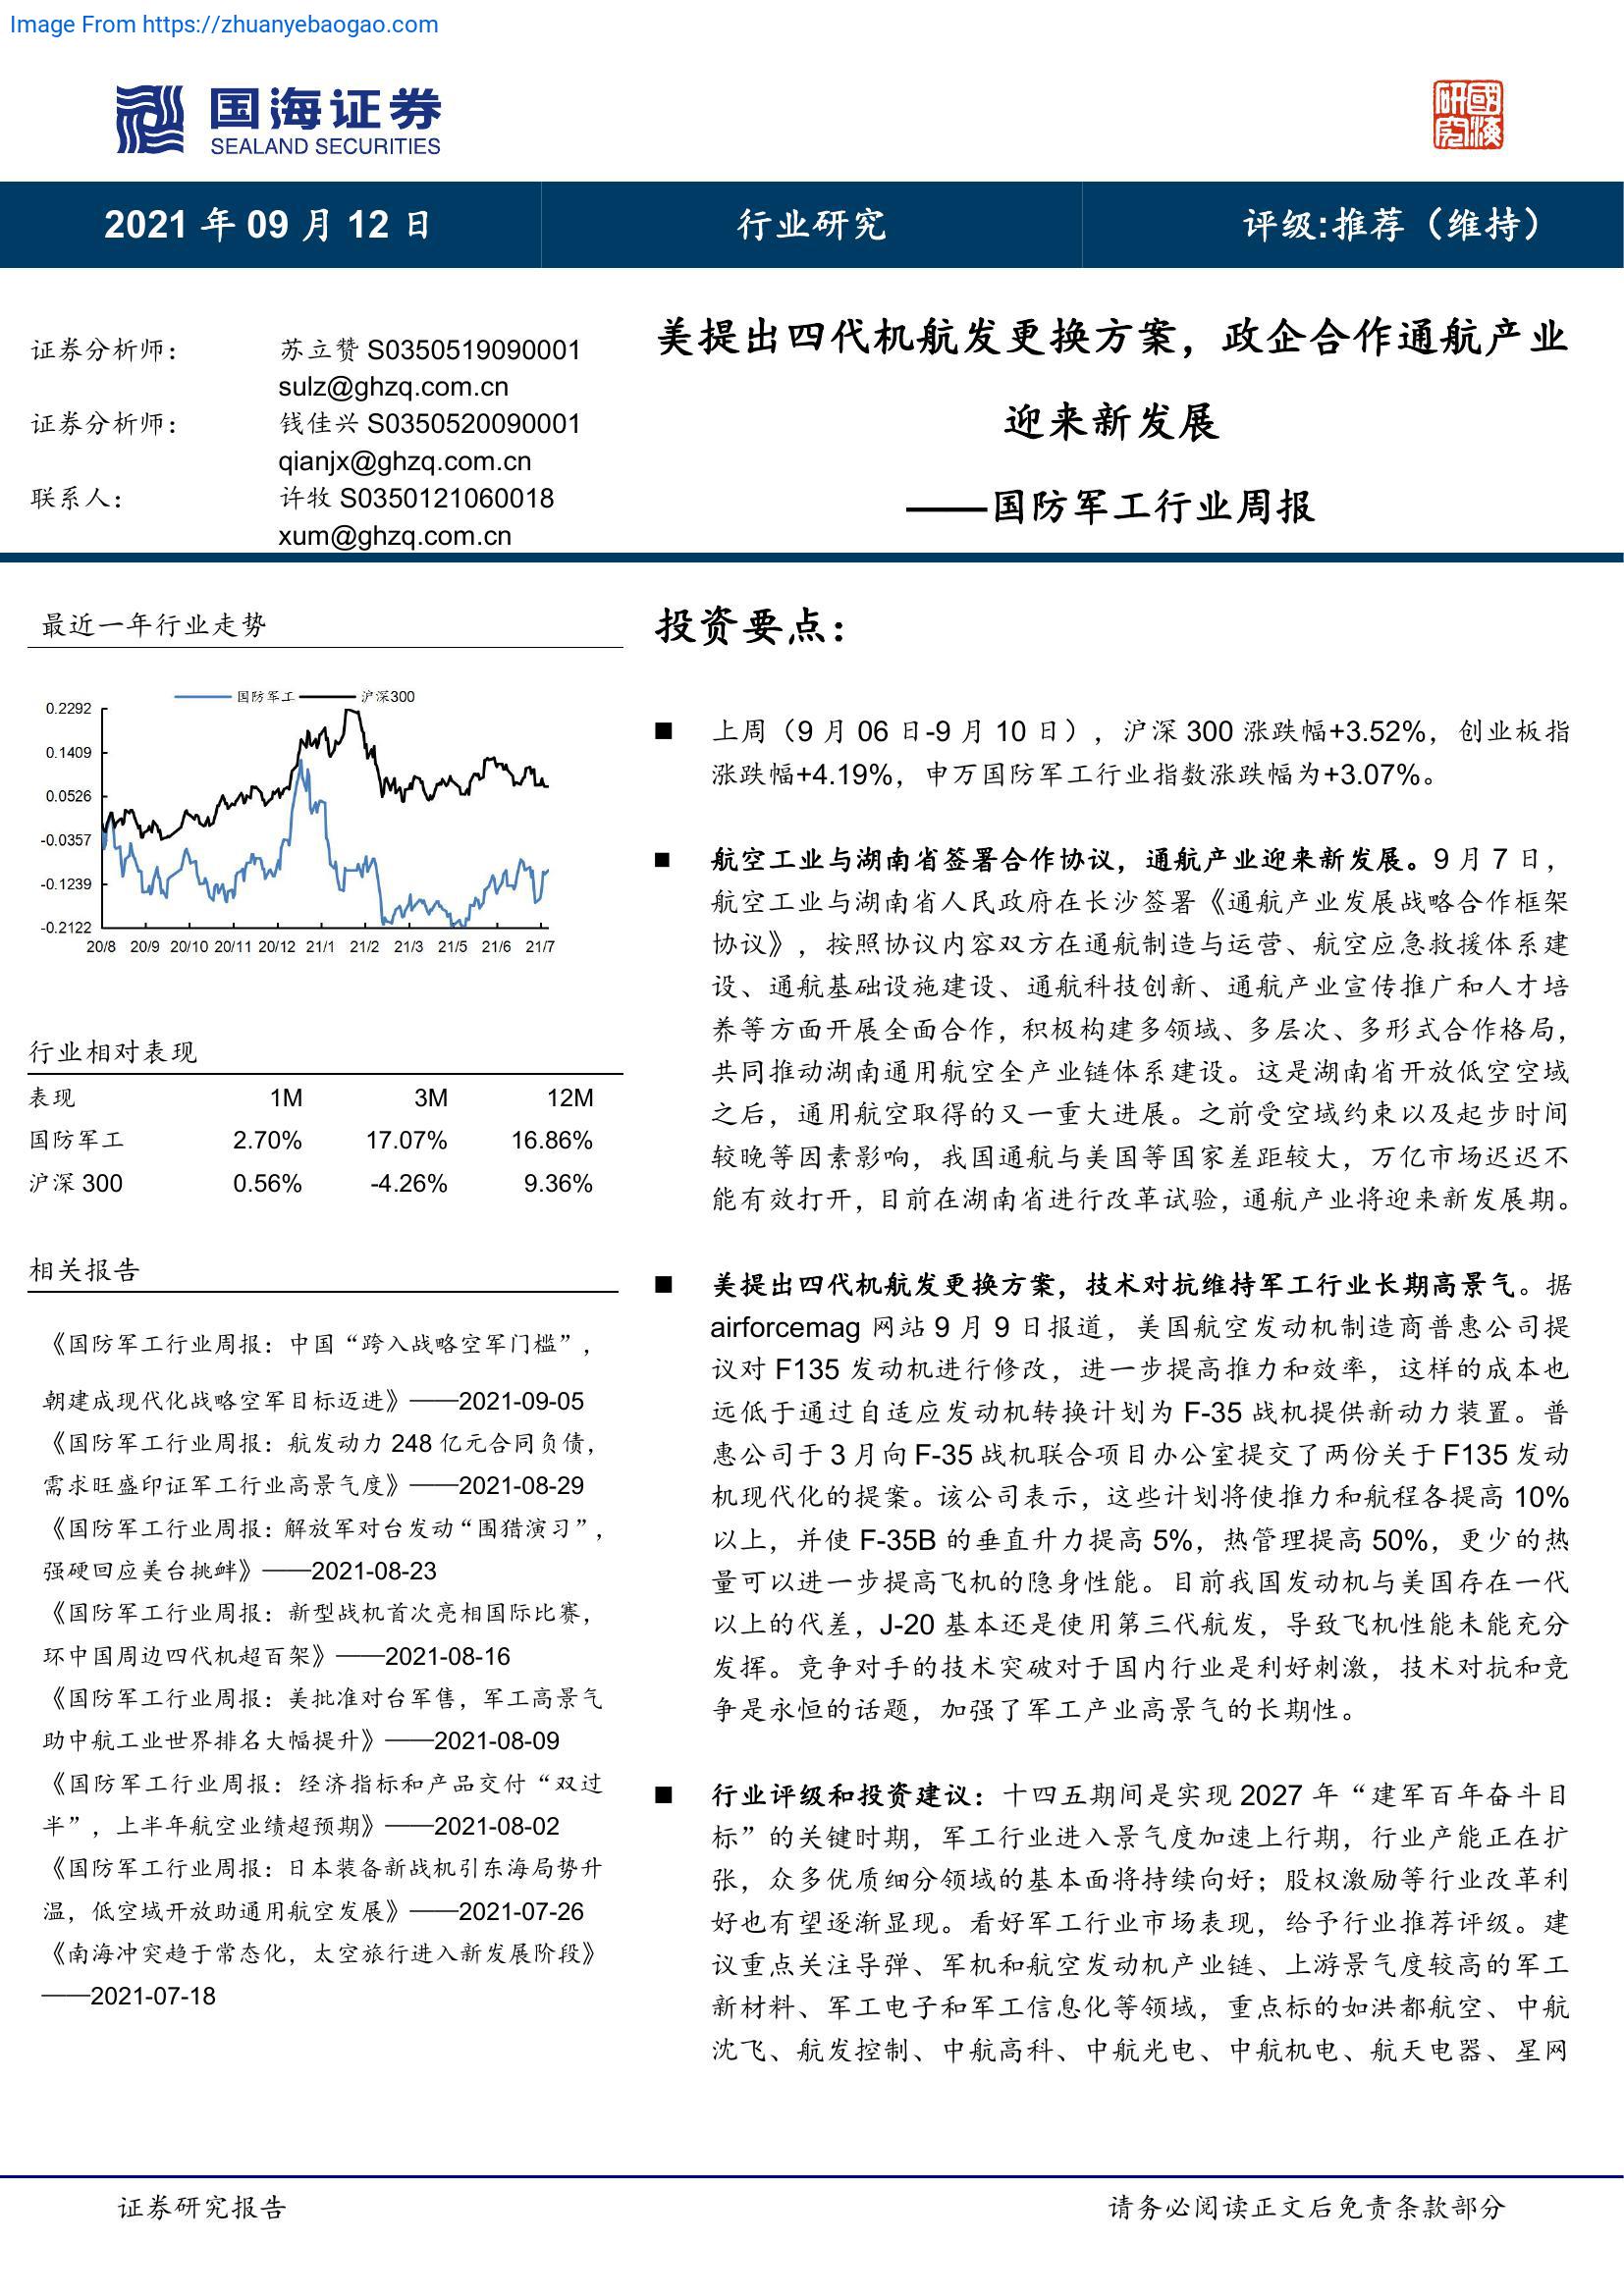 Image From https://zhuanyebaogao.com
国海证券
SEALAND SECURITIES
國海
研究
2021 年 09 月 12 日
行业研究
评级:推荐（维持）
证券分析师：
苏立赞 S0350519090001
sulz@ghzq.com.cn
证券分析师：
钱佳兴 S0350520090001
qianjx@ghzq.com.cn
联系人：
许牧 S0350121060018
xum@ghzq.com.cn
美提出四代机航发更换方案，政企合作通航产业
迎来新发展
——国防军工行业周报
最近一年行业走势
国防军工
沪深300
0.2292
0.1409
0.0526
-0.0357
-0.1239
-0.2122
20/8 20/9 20/10 20/11 20/12 21/1 21/2 21/3 21/5 21/6 21/7
行业相对表现
表现 1M 3M 12M
国防军工 2.70% 17.07% 16.86%
沪深 300 0.56% -4.26% 9.36%
相关报告
《国防军工行业周报：中国“跨入战略空军门槛”，
朝建成现代化战略空军目标迈进》——2021-09-05
《国防军工行业周报：航发动力 248 亿元合同负债，
需求旺盛印证军工行业高景气度》——2021-08-29
《国防军工行业周报：解放军对台发动“围猎演习”，
强硬回应美台挑衅》——2021-08-23
《国防军工行业周报：新型战机首次亮相国际比赛，
环中国周边四代机超百架》——2021-08-16
《国防军工行业周报：美批准对台军售，军工高景气
助中航工业世界排名大幅提升》——2021-08-09
《国防军工行业周报：经济指标和产品交付“双过
半”，上半年航空业绩超预期》——2021-08-02
《国防军工行业周报：日本装备新战机引东海局势升
温，低空域开放助通用航空发展》——2021-07-26
《南海冲突趋于常态化，太空旅行进入新发展阶段》
——2021-07-18
投资要点：
■ 上周（9 月 06 日-9 月 10 日），沪深 300 涨跌幅+3.52%，创业板指
涨跌幅+4.19%，申万国防军工行业指数涨跌幅为+3.07%。
■ 航空工业与湖南省签署合作协议，通航产业迎来新发展。9 月 7 日，
航空工业与湖南省人民政府在长沙签署《通航产业发展战略合作框架
协议》，按照协议内容双方在通航制造与运营、航空应急救援体系建
设、通航基础设施建设、通航科技创新、通航产业宣传推广和人才培
养等方面开展全面合作，积极构建多领域、多层次、多形式合作格局，
共同推动湖南通用航空全产业链体系建设。这是湖南省开放低空空域
之后，通用航空取得的又一重大进展。之前受空域约束以及起步时间
较晚等因素影响，我国通航与美国等国家差距较大，万亿市场迟迟不
能有效打开，目前在湖南省进行改革试验，通航产业将迎来新发展期。
■ 美提出四代机航发更换方案，技术对抗维持军工行业长期高景气。据
airforcemag 网站 9 月 9 日报道，美国航空发动机制造商普惠公司提
议对 F135 发动机进行修改，进一步提高推力和效率，这样的成本也
远低于通过自适应发动机转换计划为 F-35 战机提供新动力装置。普
惠公司于 3 月向 F-35 战机联合项目办公室提交了两份关于 F135 发动
机现代化的提案。该公司表示，这些计划将使推力和航程各提高 10%
以上，并使 F-35B 的垂直升力提高 5%，热管理提高 50%，更少的热
量可以进一步提高飞机的隐身性能。目前我国发动机与美国存在一代
以上的代差，J-20 基本还是使用第三代航发，导致飞机性能未能充分
发挥。竞争对手的技术突破对于国内行业是利好刺激，技术对抗和竞
争是永恒的话题，加强了军工产业高景气的长期性。
■ 行业评级和投资建议：十四五期间是实现 2027 年“建军百年奋斗目
标”的关键时期，军工行业进入景气度加速上行期，行业产能正在扩
张，众多优质细分领域的基本面将持续向好；股权激励等行业改革利
好也有望逐渐显现。看好军工行业市场表现，给予行业推荐评级。建
议重点关注导弹、军机和航空发动机产业链、上游景气度较高的军工
新材料、军工电子和军工信息化等领域，重点标的如洪都航空、中航
沈飞、航发控制、中航高科、中航光电、中航机电、航天电器、星网
证券研究报告
请务必阅读正文后免责条款部分